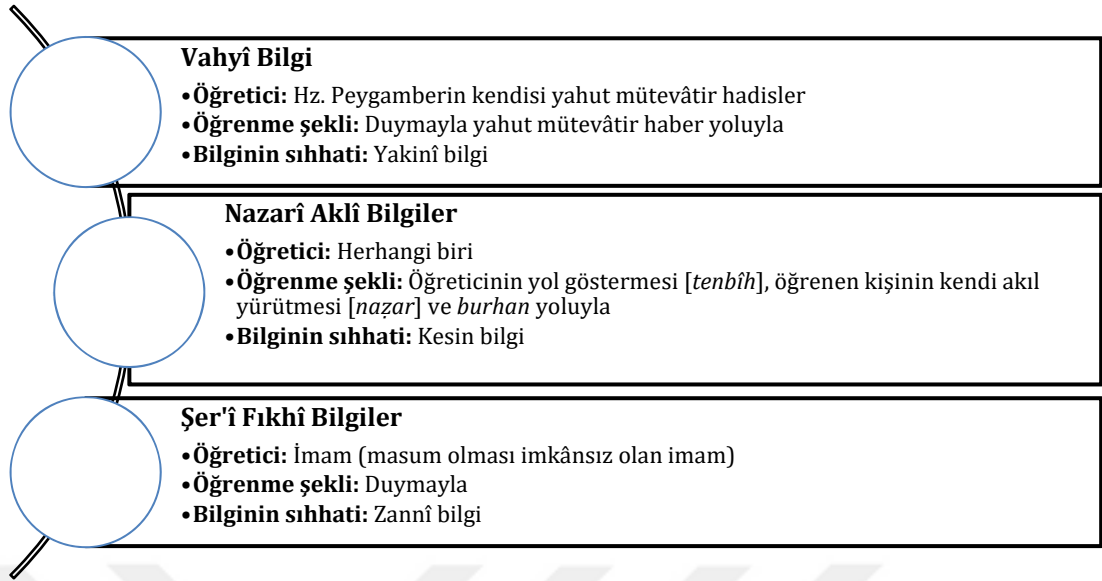 Vahyî Bilgi
•Öğretici: Hz. Peygamberin kendisi yahut mütevâtir hadisler
•Öğrenme şekli: Duymayla yahut mütevâtir haber yoluyla
•Bilginin sıhhati: Yakinî bilgi
Nazarî Aklî Bilgiler
•Öğretici: Herhangi biri
•Öğrenme şekli: Öğreticinin yol göstermesi [tenbîh], öğrenen kişinin kendi akıl
yürütmesi [naẓar] ve burhan yoluyla
•Bilginin sıhhati: Kesin bilgi
Şer'î Fıkhî Bilgiler
•Öğretici: İmam (masum olması imkânsız olan imam)
•Öğrenme şekli: Duymayla
•Bilginin sıhhati: Zannî bilgi